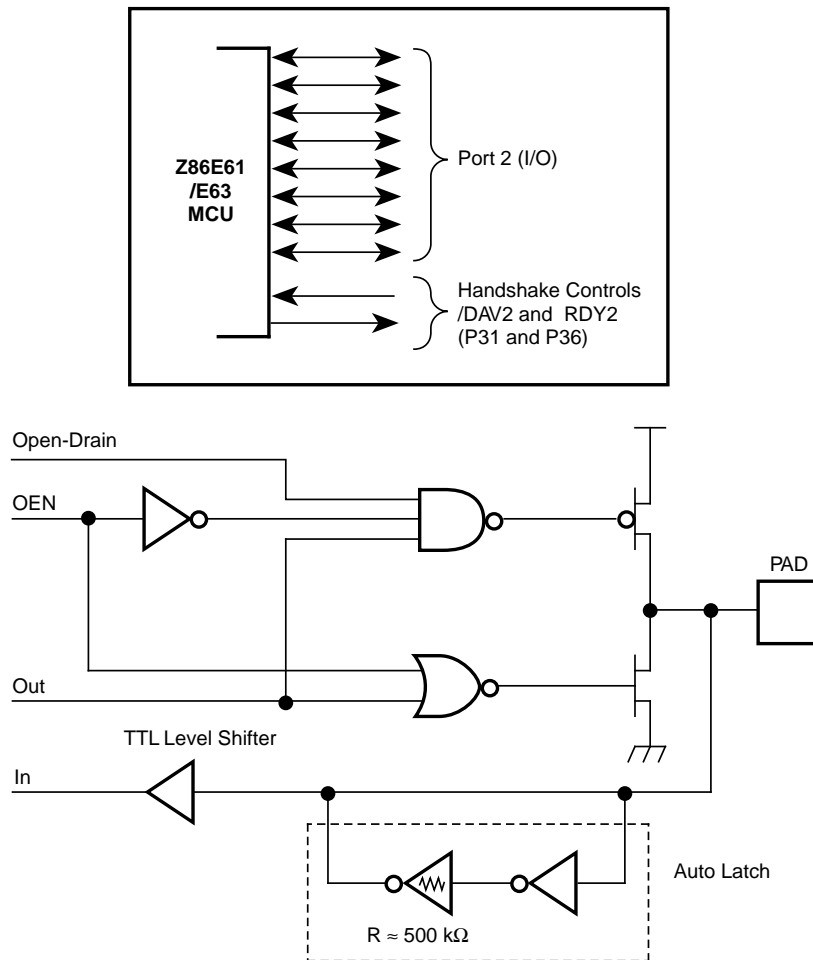 Z86E61
/E63
MCU
Port 2 (I/O)
Handshake Controls
/DAV2 and RDY2
(P31 and P36)
Open-Drain
OEN
PAD
Out
TTL Level Shifter
In
Auto Latch
R ≈ 500 kΩ